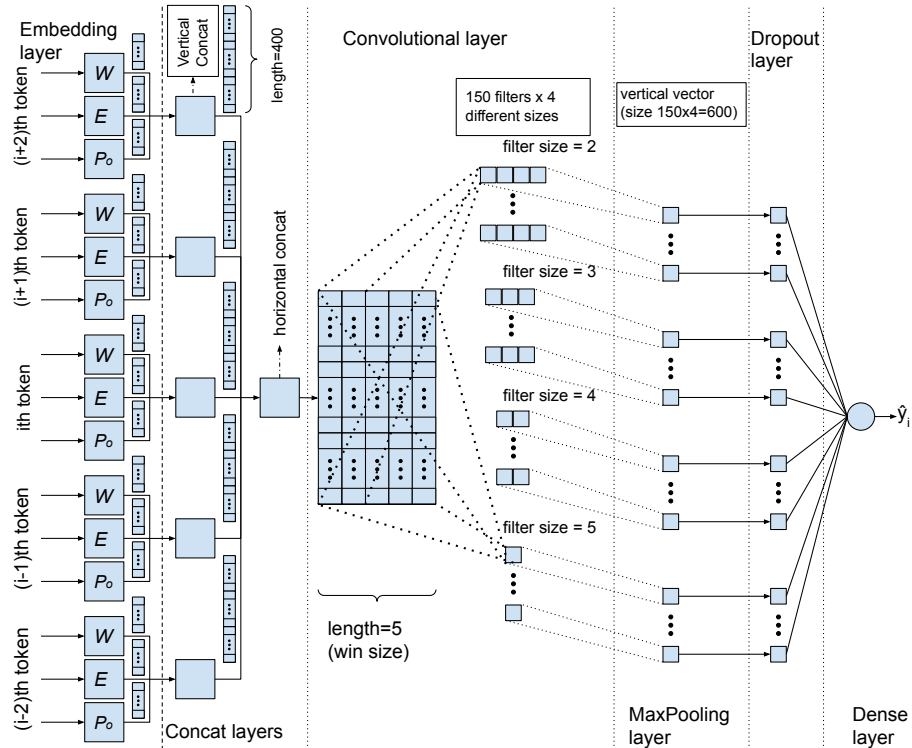 Embedding
layer
(i+2)th token
W
E
Po
(i+1)th token
W
E
Po
ith token
W
E
Po
(i-1)th token
W
E
Po
(i-2)th token
W
E
Po
Vertical
Concat
length=400
Concat layers
horizontal concat
Convolutional layer
150 filters x 4
different sizes
filter size = 2
filter size = 3
filter size = 4
filter size = 5
length=5
(win size)
vertical vector
(size 150x4=600)
MaxPooling
layer
Dropout
layer
Dense
layer
ŷi